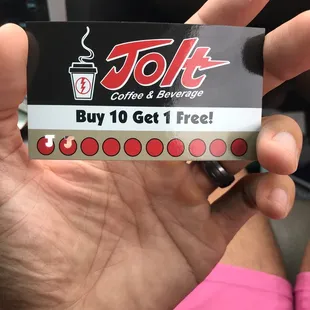 Jolt
Coffee & Beverage
Buy 10 Get 1 Free!
J J